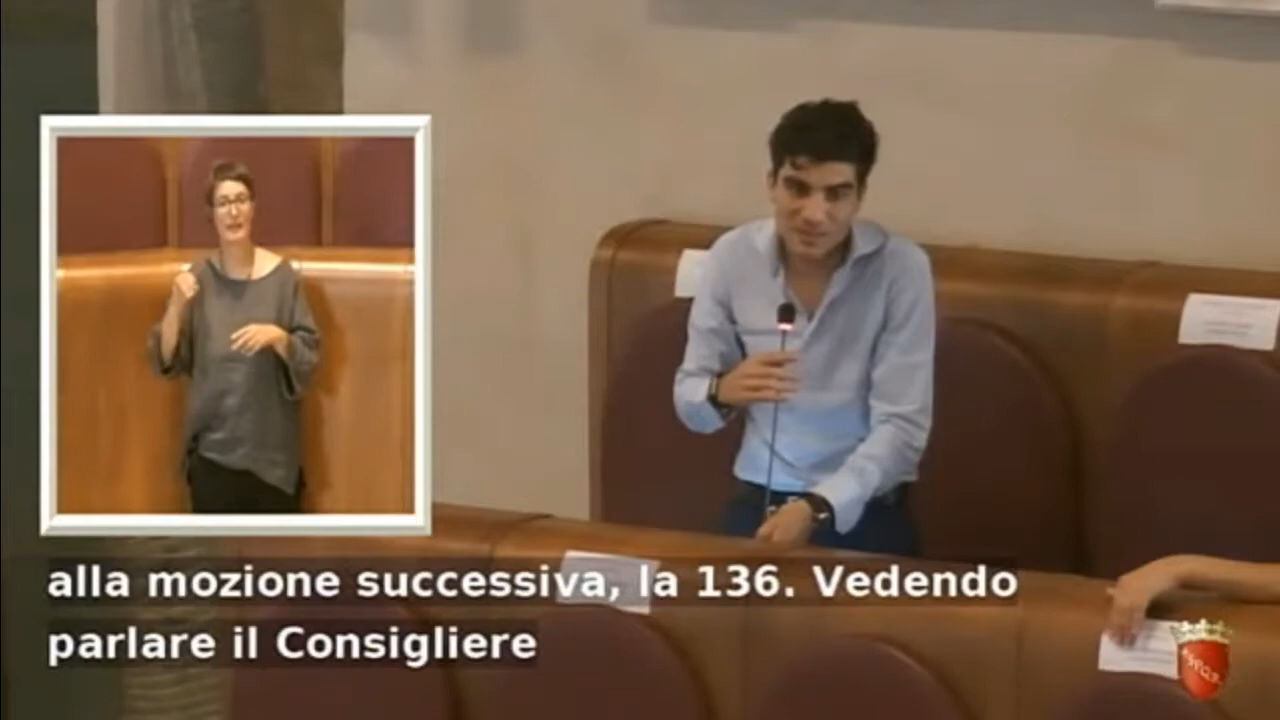 alla mozione successiva, la 136. Vedendo
parlare il Consigliere
S.P.Q.R.